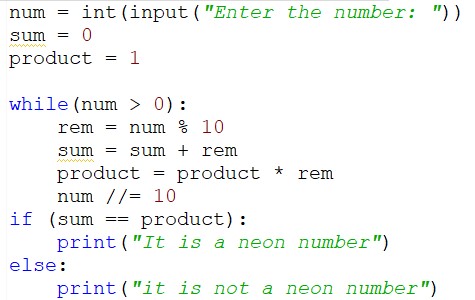 num = int(input("Enter the number: "))
sum = 0
product = 1
while(num > 0):
    rem = num % 10
    sum = sum + rem
    product = product * rem
    num //= 10
if (sum == product):
    print("It is a neon number")
else:
    print("it is not a neon number")